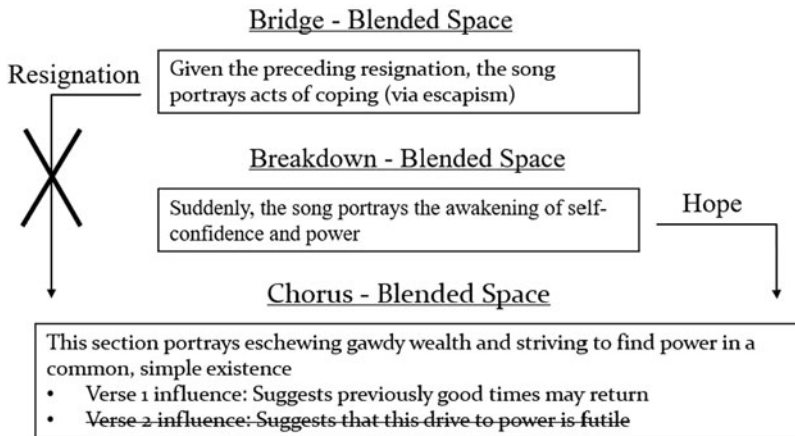 Bridge - Blended Space
Resignation
Given the preceding resignation, the song
portrays acts of coping (via escapism)
Breakdown - Blended Space
Suddenly, the song portrays the awakening of self-
confidence and power
Hope
Chorus - Blended Space
This section portrays eschewing gawdy wealth and striving to find power in a
common, simple existence
• Verse 1 influence: Suggests previously good times may return
• Verse 2 influence: Suggests that this drive to power is futile